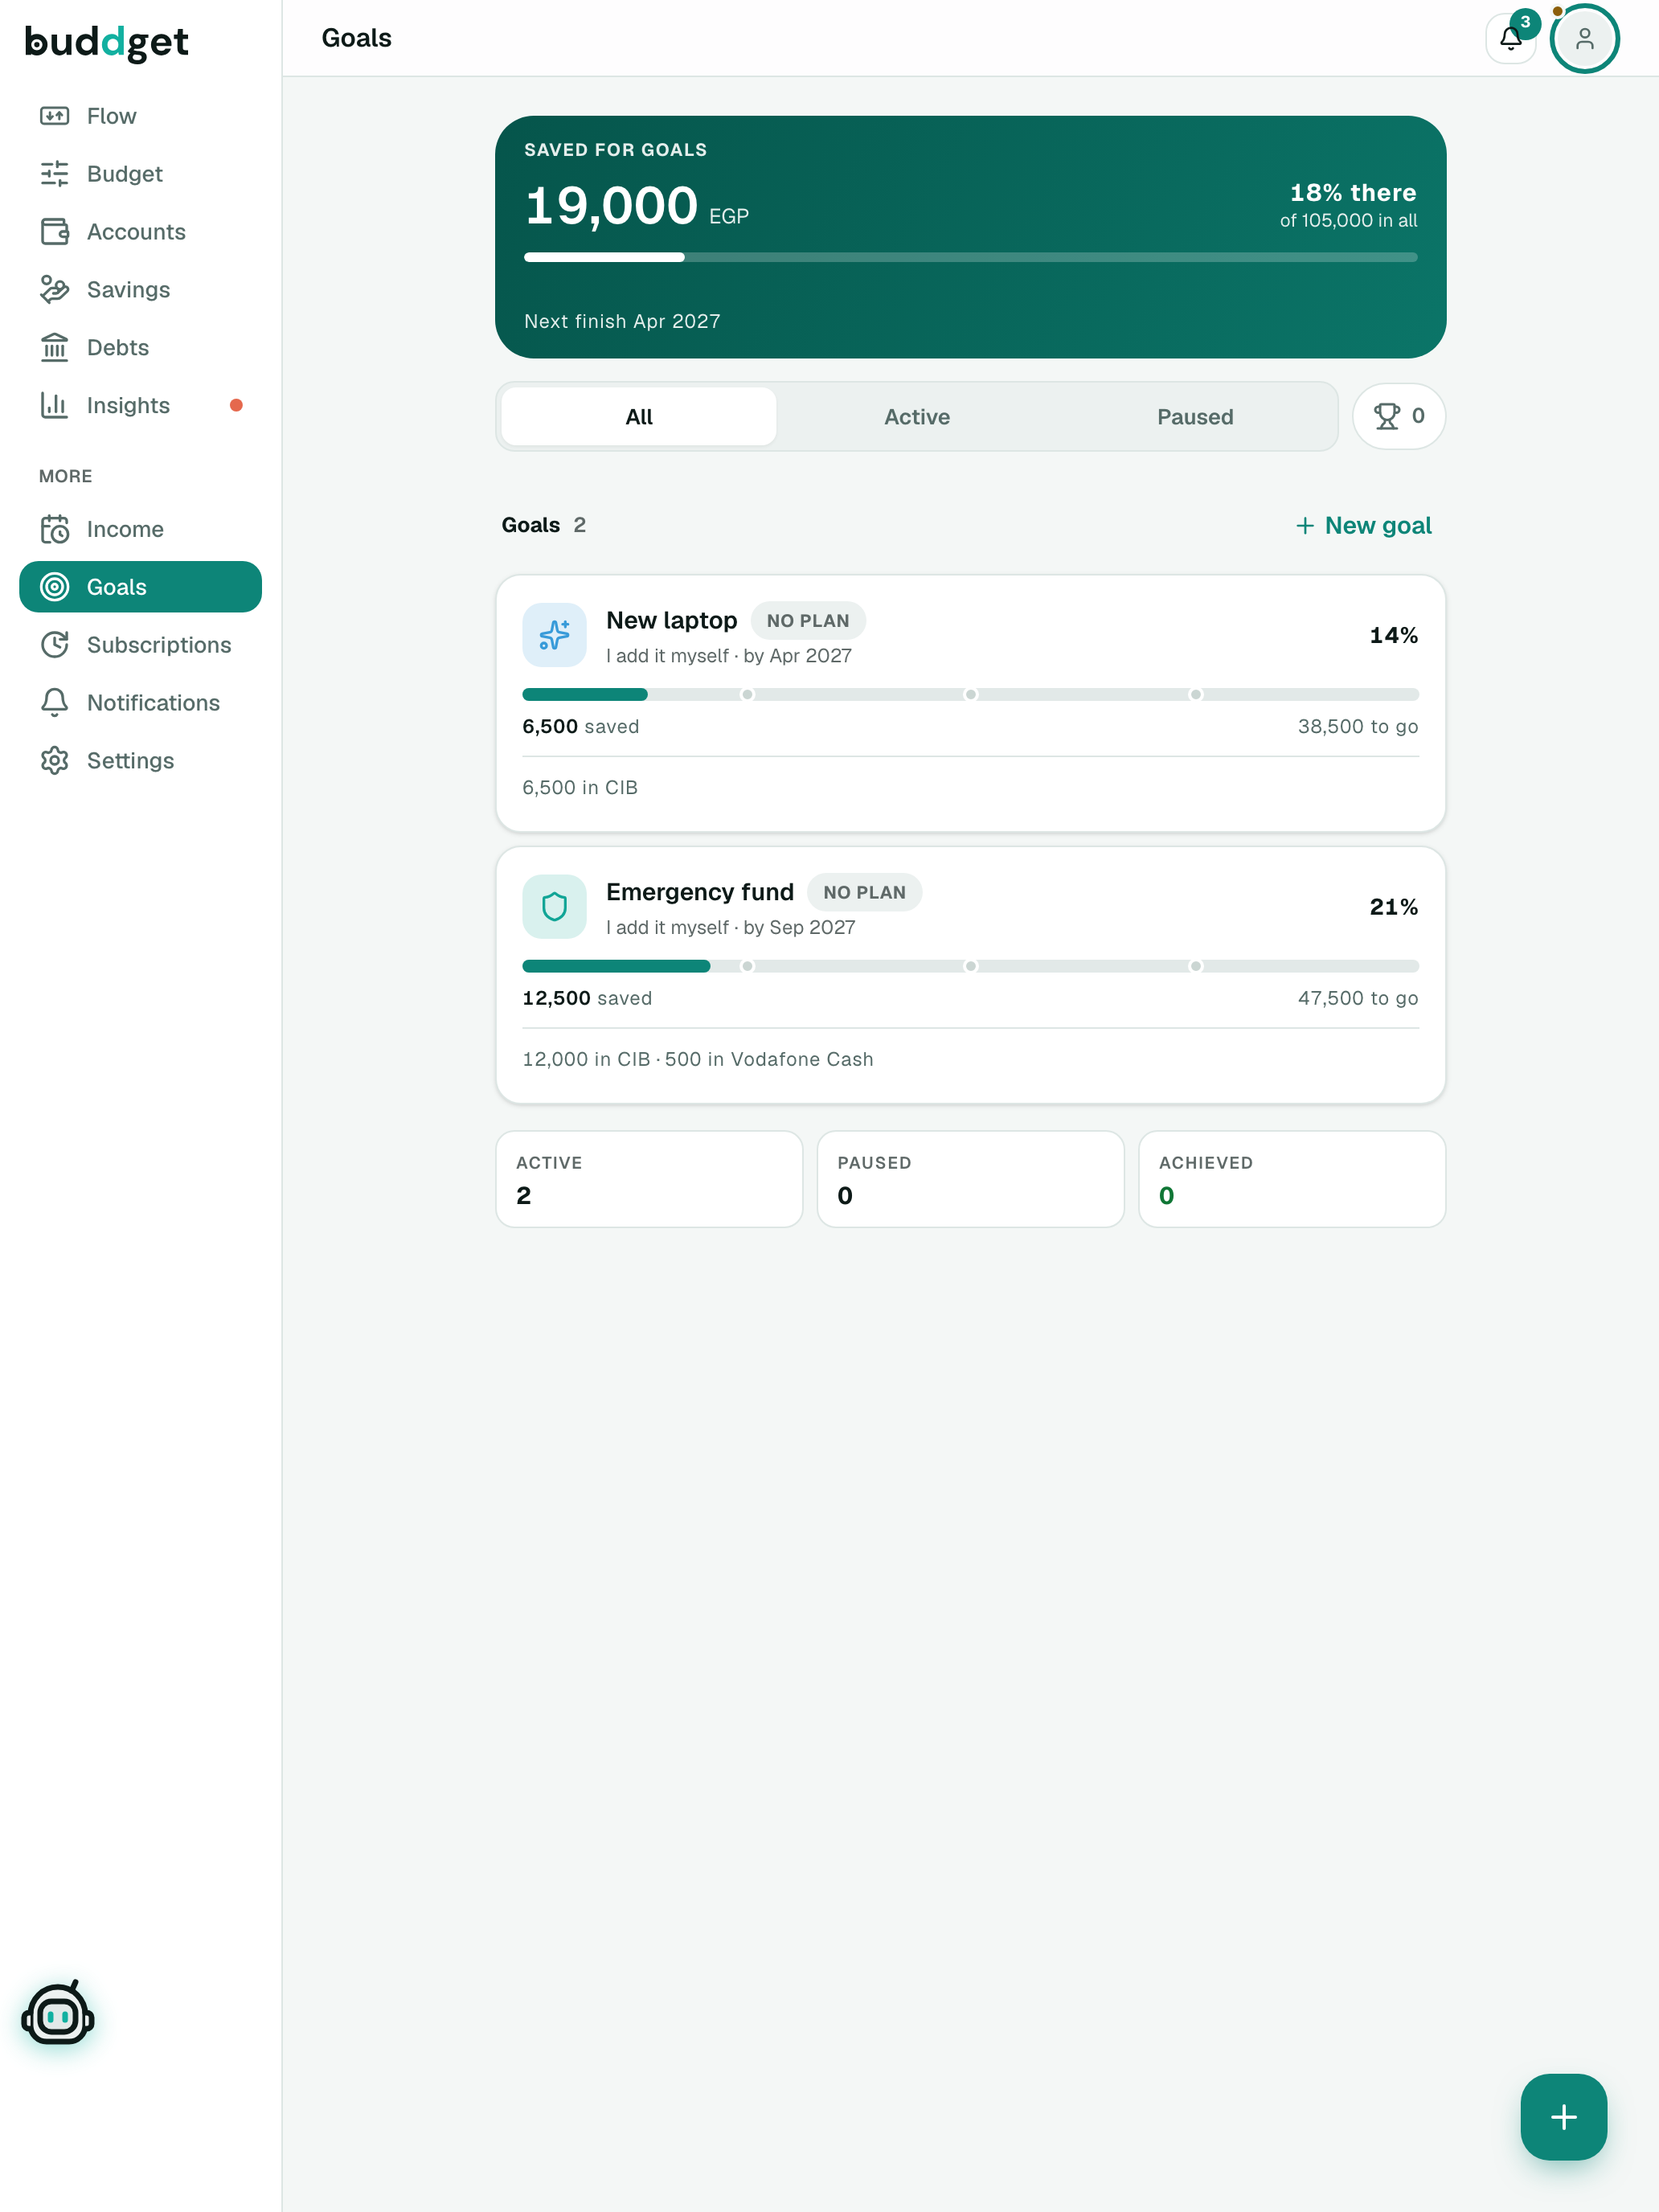 buddget
Goals
3
Flow
Budget
Accounts
Savings
Debts
Insights
MORE
Income
Goals
Subscriptions
Notifications
Settings
SAVED FOR GOALS
19,000 EGP
18% there
of 105,000 in all
Next finish Apr 2027
All
Active
Paused
0
Goals 2
+ New goal
New laptop NO PLAN
I add it myself · by Apr 2027
14%
6,500 saved
38,500 to go
6,500 in CIB
Emergency fund NO PLAN
I add it myself · by Sep 2027
21%
12,500 saved
47,500 to go
12,000 in CIB · 500 in Vodafone Cash
ACTIVE
2
PAUSED
0
ACHIEVED
0